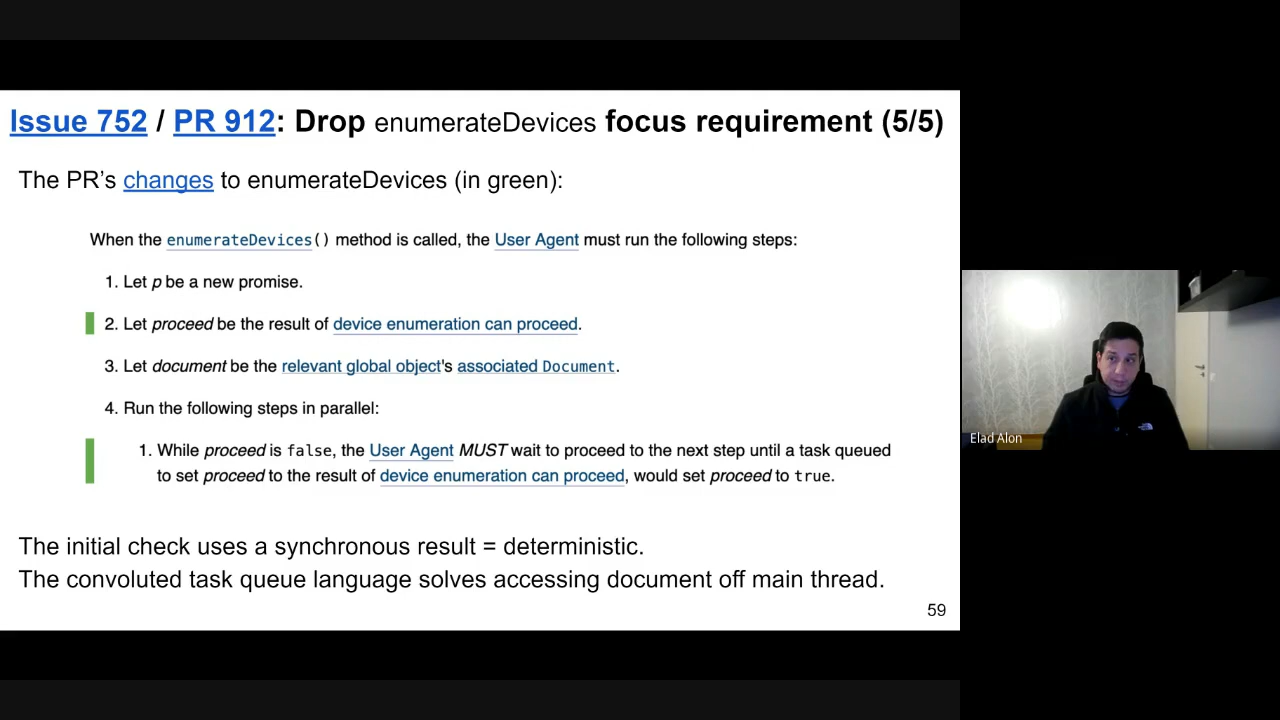 Issue 752 / PR 912: Drop enumerateDevices focus requirement (5/5)
The PR’s changes to enumerateDevices (in green):
When the enumerateDevices() method is called, the User Agent must run the following steps:
1. Let p be a new promise.
2. Let proceed be the result of device enumeration can proceed.
3. Let document be the relevant global object's associated Document.
4. Run the following steps in parallel:
1. While proceed is false, the User Agent MUST wait to proceed to the next step until a task queued
to set proceed to the result of device enumeration can proceed, would set proceed to true.
The initial check uses a synchronous result = deterministic.
The convoluted task queue language solves accessing document off main thread.
59
Elad Alon